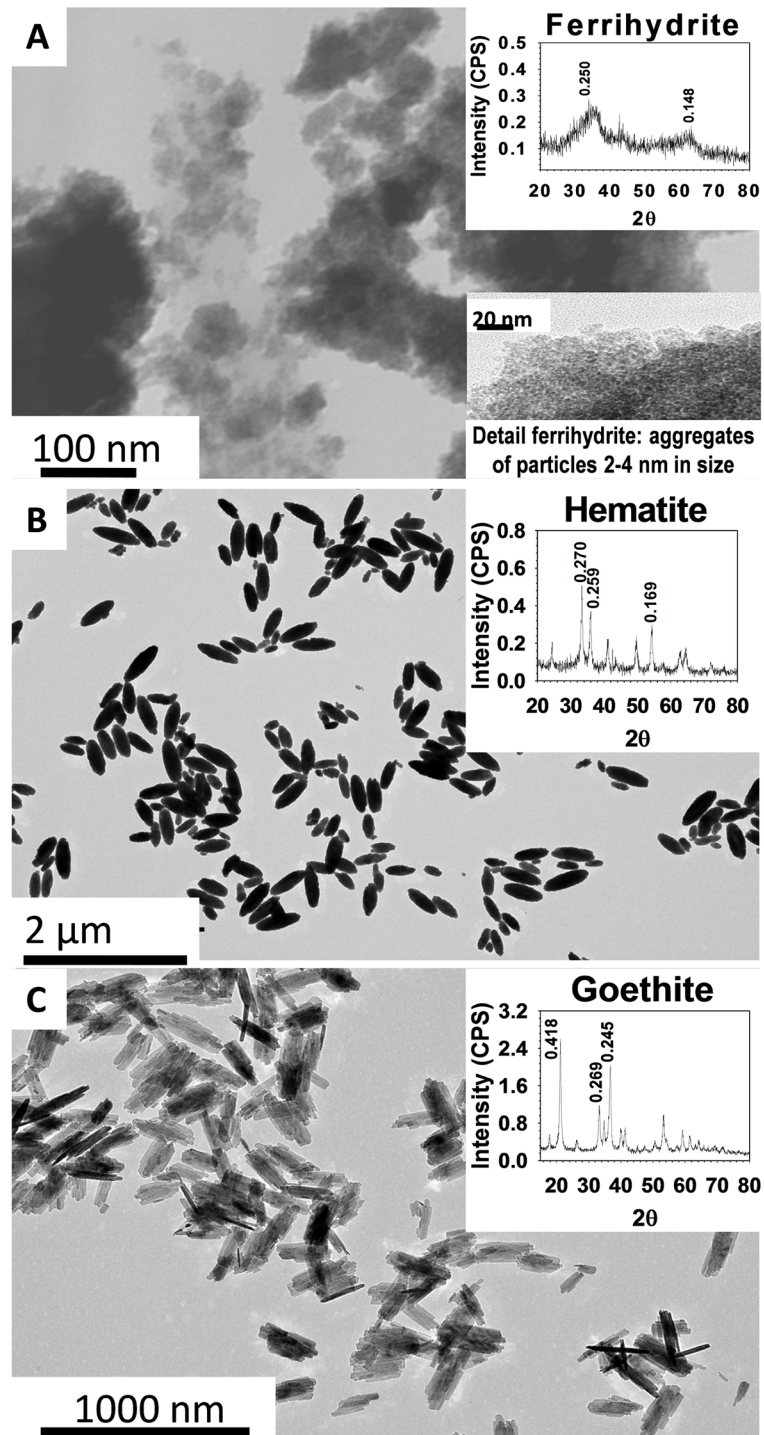 A
Ferrihydrite
Intensity (CPS)
0.5
0.4
0.3
0.2
0.1
0.250
0.148
20 30 40 50 60 70 80
2θ
20 nm
Detail ferrihydrite: aggregates
of particles 2-4 nm in size
100 nm
B
Hematite
Intensity (CPS)
0.8
0.6
0.4
0.2
0.0
0.270
0.259
0.169
20 30 40 50 60 70 80
2θ
2 µm
C
Goethite
Intensity (CPS)
3.2
2.4
1.6
0.8
0.0
0.418
0.269
0.245
20 30 40 50 60 70 80
2θ
1000 nm